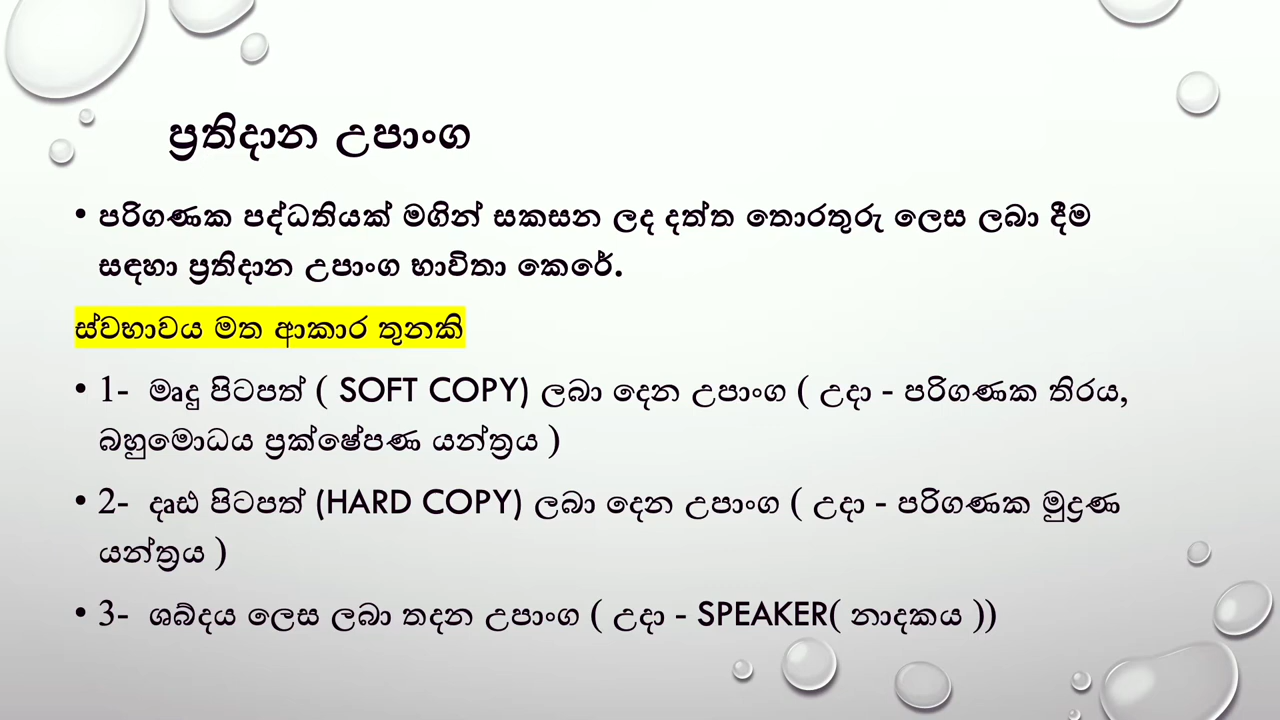 ප්‍රතිදාන උපාංග
• පරිගණක පද්ධතියක් මගින් සකසන ලද දත්ත තොරතුරු ලෙස ලබා දීම
සඳහා ප්‍රතිදාන උපාංග භාවිතා කෙරේ.
ස්වභාවය මත ආකාර තුනකි
• 1- මෘදු පිටපත් ( SOFT COPY) ලබා දෙන උපාංග ( උදා - පරිගණක තිරය,
බහුමොධ‍ය ප්‍රක්ෂේපණ යන්ත්‍රය )
• 2- දෘඪ පිටපත් (HARD COPY) ලබා දෙන උපාංග ( උදා - පරිගණක මුද්‍රණ
යන්ත්‍රය )
• 3- ශබ්දය ලෙස ලබා තදන උපාංග ( උදා - SPEAKER( නාදකය ))